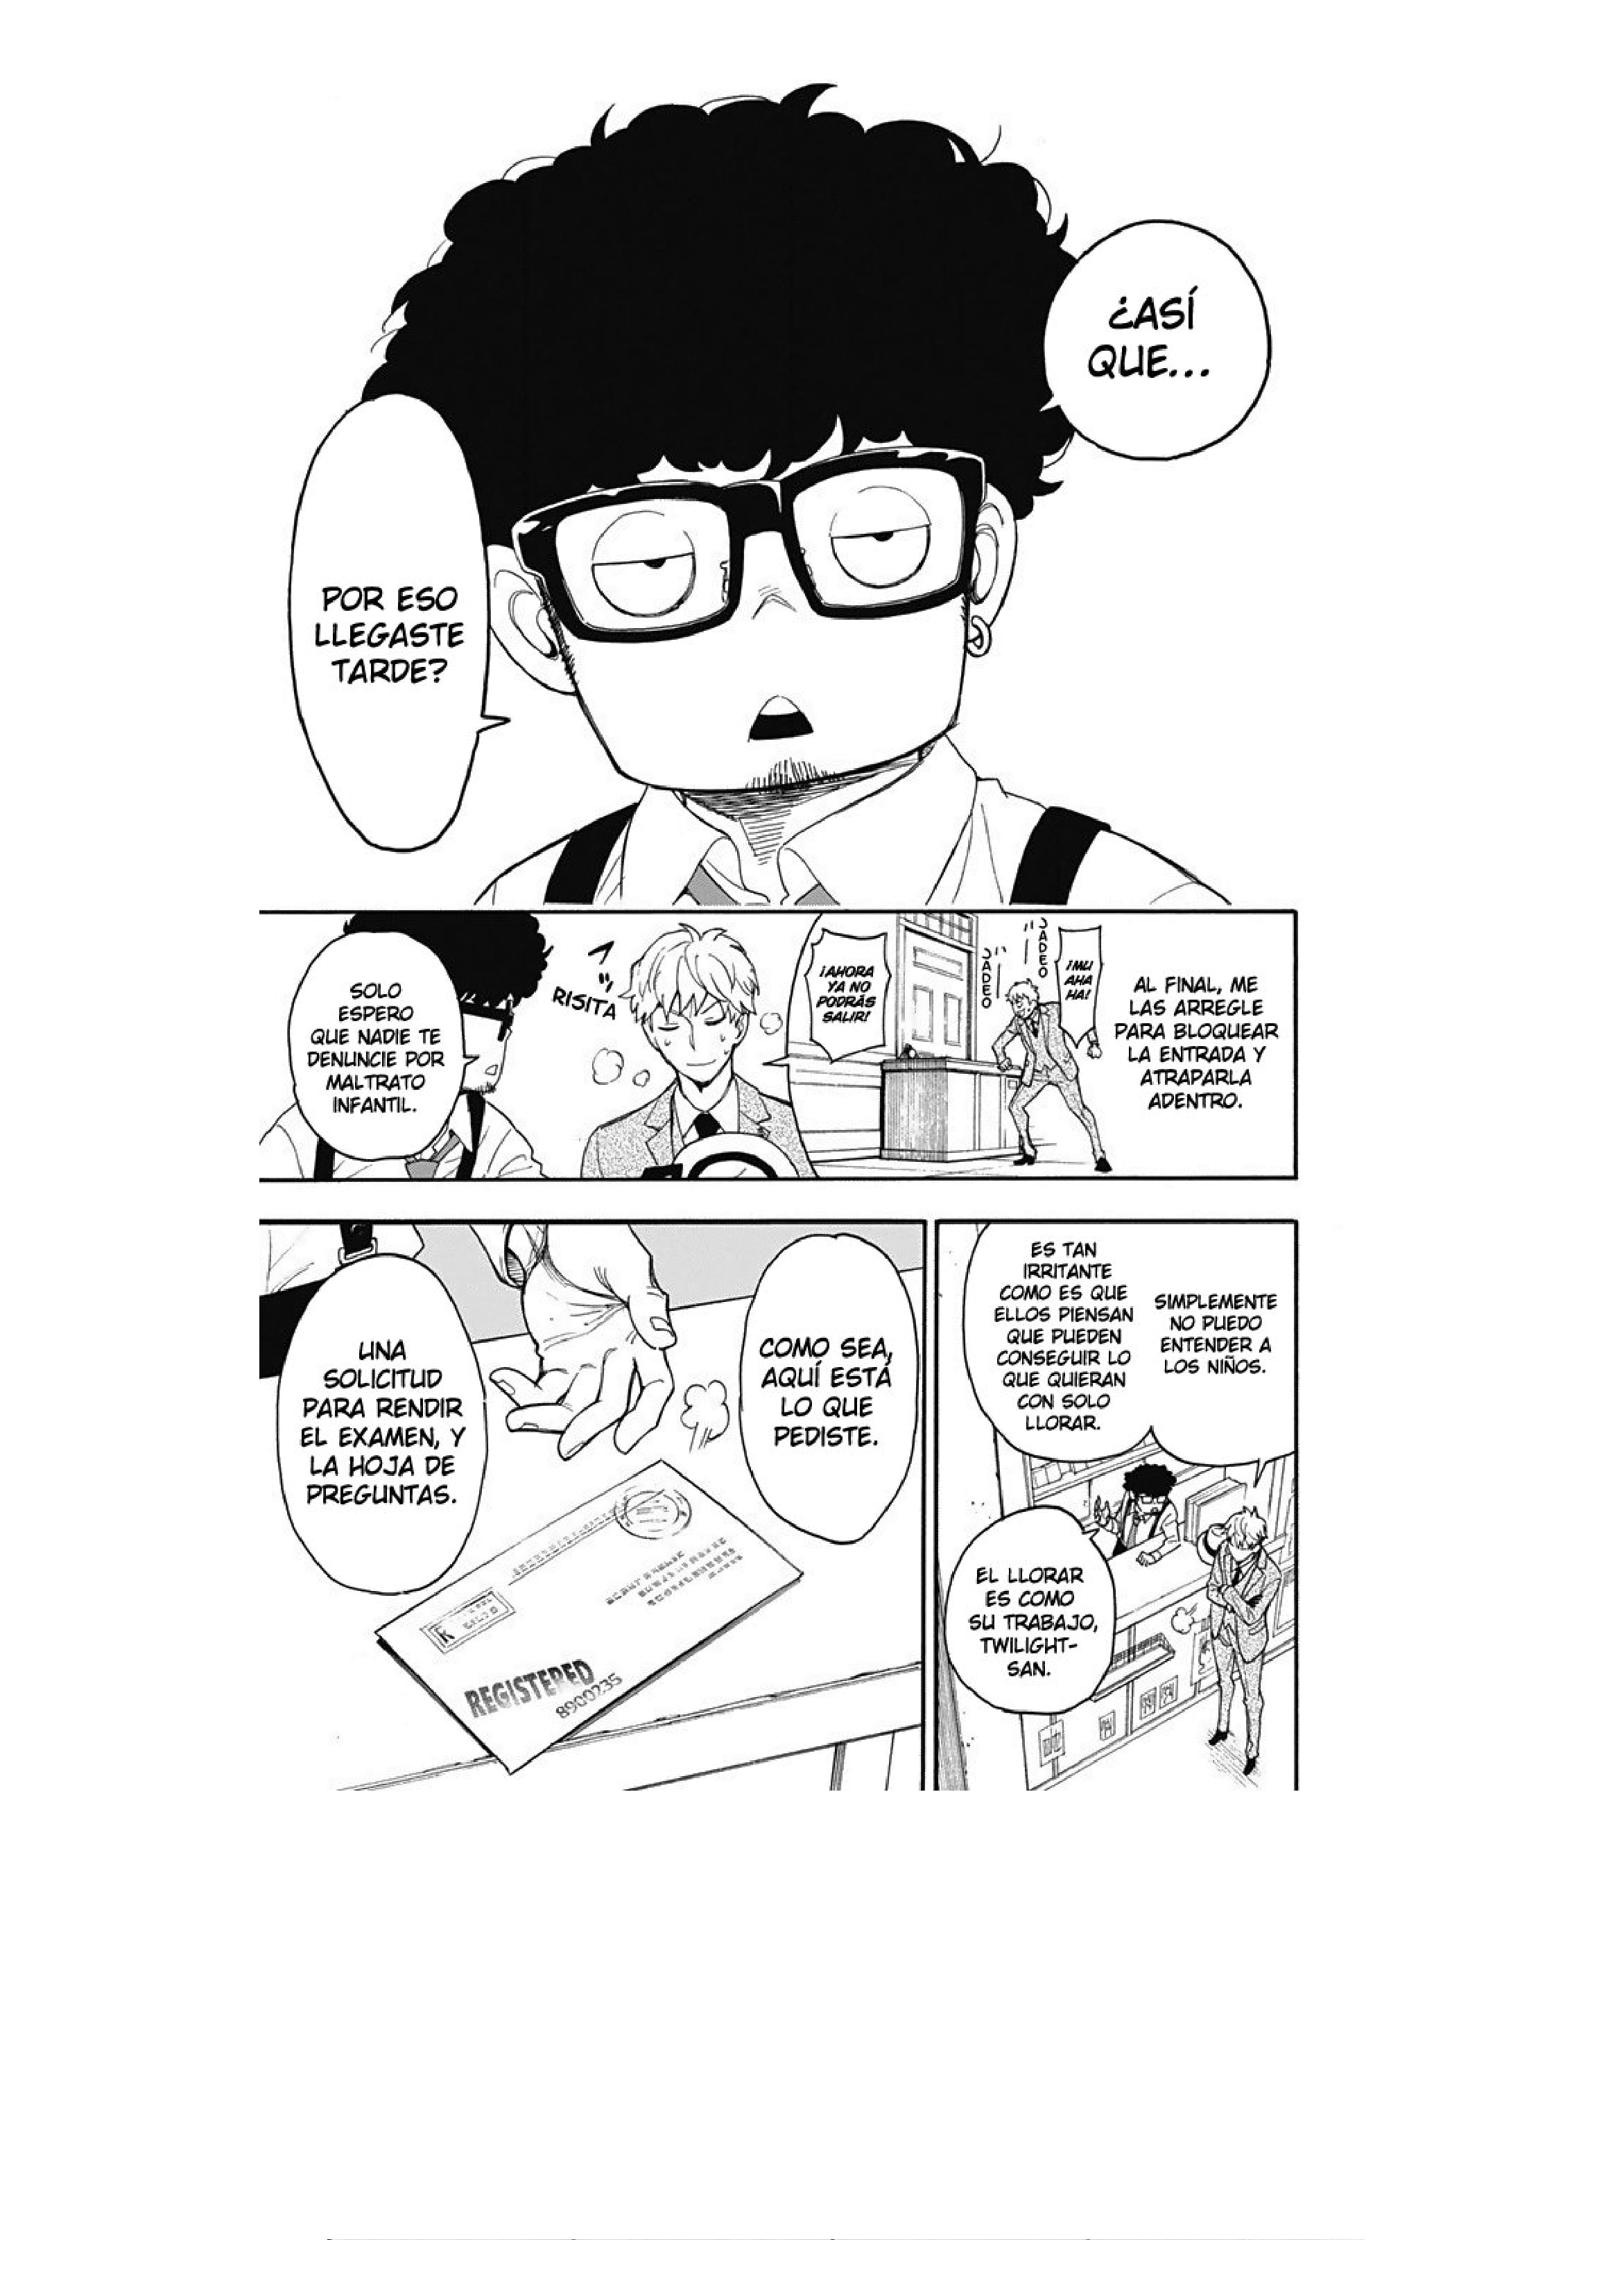 ¿ASÍ
QUE...
POR ESO
LLEGASTE
TARDE?
AL FINAL, ME
LAS ARREGLE
PARA BLOQUEAR
LA ENTRADA Y
ATRAPARLA
ADENTRO.
¡MU
AHA
HA!
JADEO
JADEO
¡AHORA
YA NO
PODRÁS
SALIR!
RISITA
SOLO
ESPERO
QUE NADIE TE
DENUNCIE POR
MALTRATO
INFANTIL.
SIMPLEMENTE
NO PUEDO
ENTENDER A
LOS NIÑOS.
ES TAN
IRRITANTE
COMO ES QUE
ELLOS PIENSAN
QUE PUEDEN
CONSEGUIR LO
QUE QUIERAN
CON SOLO
LLORAR.
EL LLORAR
ES COMO
SU TRABAJO,
TWILIGHT-
SAN.
COMO SEA,
AQUÍ ESTÁ
LO QUE
PEDISTE.
UNA
SOLICITUD
PARA RENDIR
EL EXAMEN, Y
LA HOJA DE
PREGUNTAS.
REGISTERED
8900235